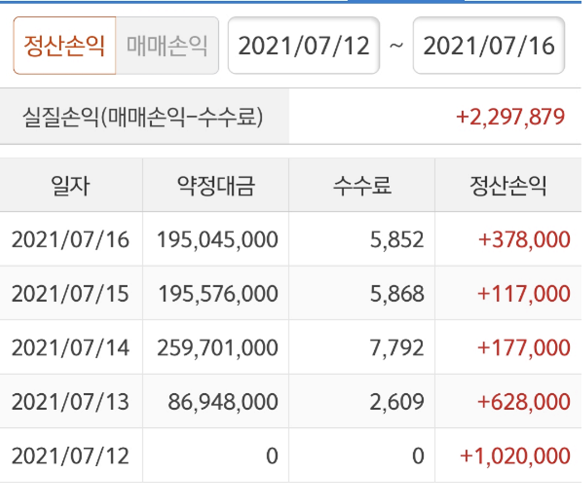 정산손익 매매손익 2021/07/12 ~ 2021/07/16
실질손익(매매손익-수수료) +2,297,879
일자 약정대금 수수료 정산손익
2021/07/16 195,045,000 5,852 +378,000
2021/07/15 195,576,000 5,868 +117,000
2021/07/14 259,701,000 7,792 +177,000
2021/07/13 86,948,000 2,609 +628,000
2021/07/12 0 0 +1,020,000